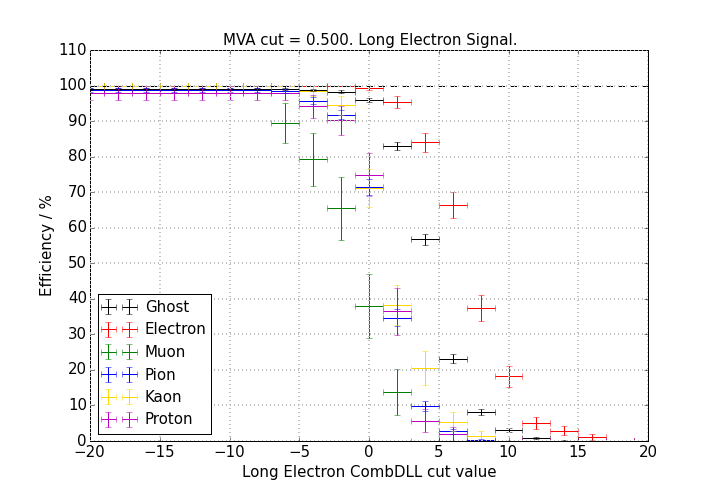 MVA cut = 0.500. Long Electron Signal.
110
100
90
80
70
60
50
40
30
20
10
0
Efficiency / %
Ghost
Electron
Muon
Pion
Kaon
Proton
−20 −15 −10 −5 0 5 10 15 20
Long Electron CombDLL cut value